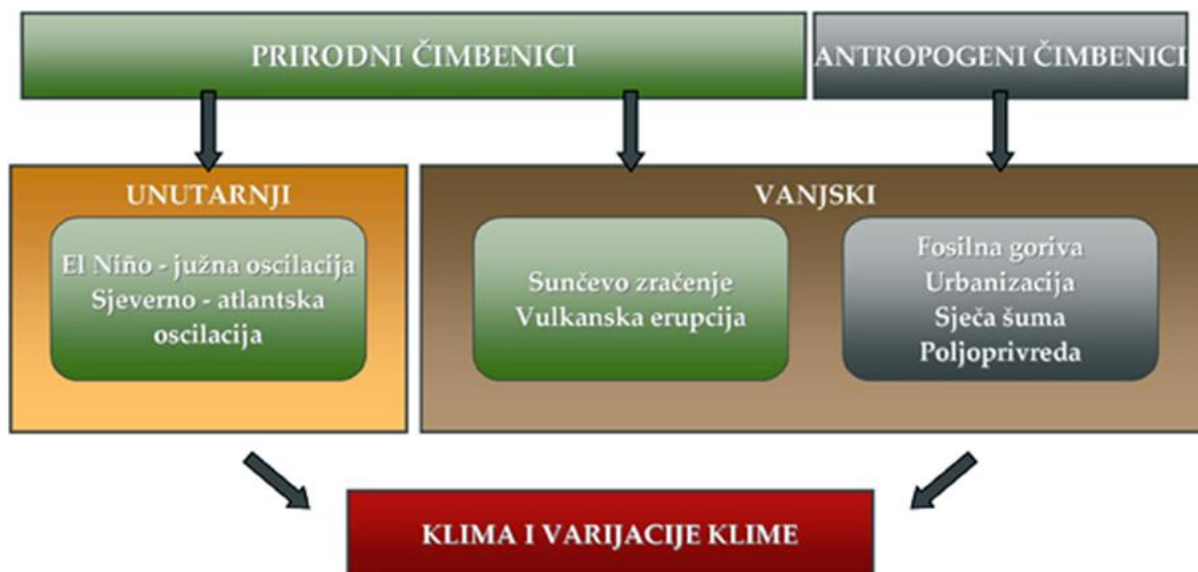 PRIRODNI ČIMBENICI
ANTROPOGENI ČIMBENICI
UNUTARNJI
El Niño - južna oscilacija
Sjeverno - atlantska
oscilacija
VANJSKI
Sunčevo zračenje
Vulkanska erupcija
Fosilna goriva
Urbanizacija
Sječa šuma
Poljoprivreda
KLIMA I VARIJACIJE KLIME